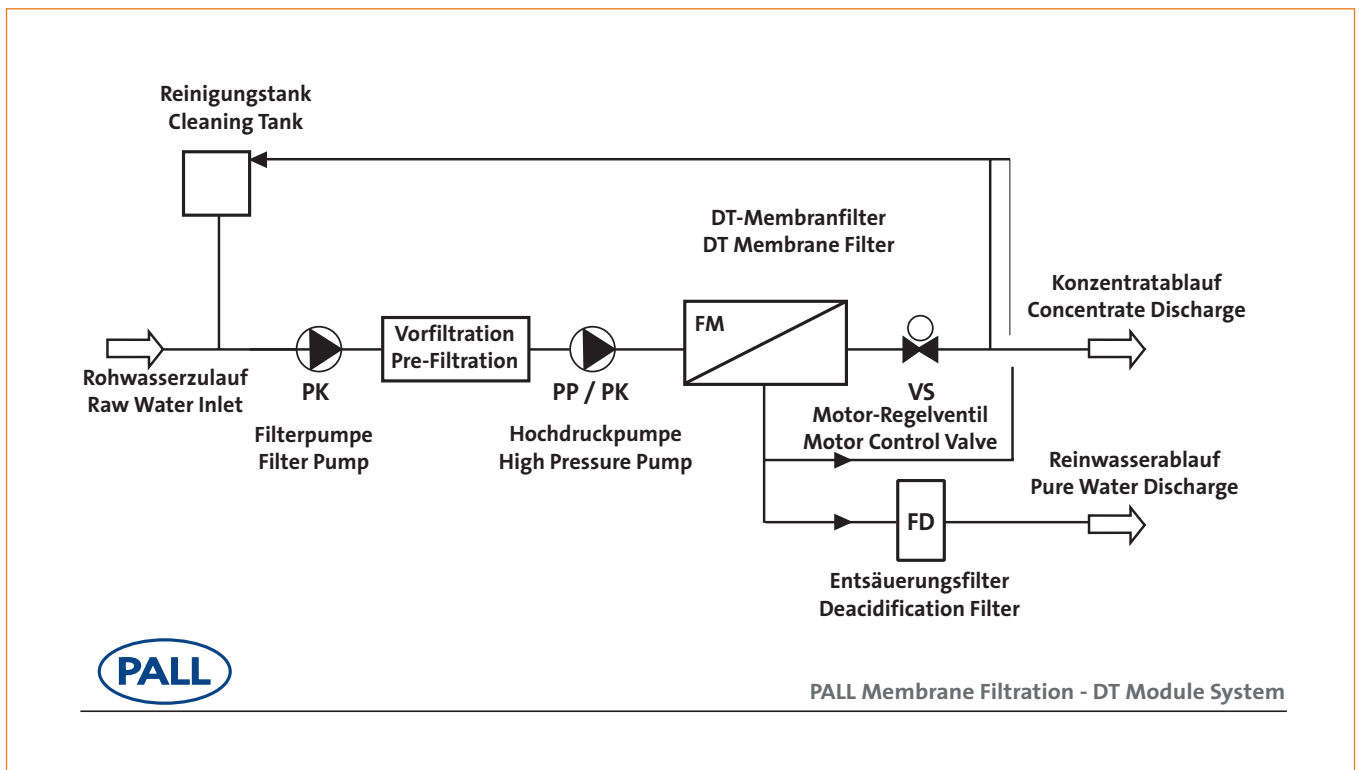 Reinigungstank
Cleaning Tank
DT-Membranfilter
DT Membrane Filter
Konzentratablauf
Concentrate Discharge
FM
Vorfiltration
Pre-Filtration
Rohwasserzulauf
Raw Water Inlet
PK
PP / PK
VS
Filterpumpe
Filter Pump
Hochdruckpumpe
High Pressure Pump
Motor-Regelventil
Motor Control Valve
Reinwasserablauf
Pure Water Discharge
FD
Entsäuerungsfilter
Deacidification Filter
PALL
PALL Membrane Filtration - DT Module System